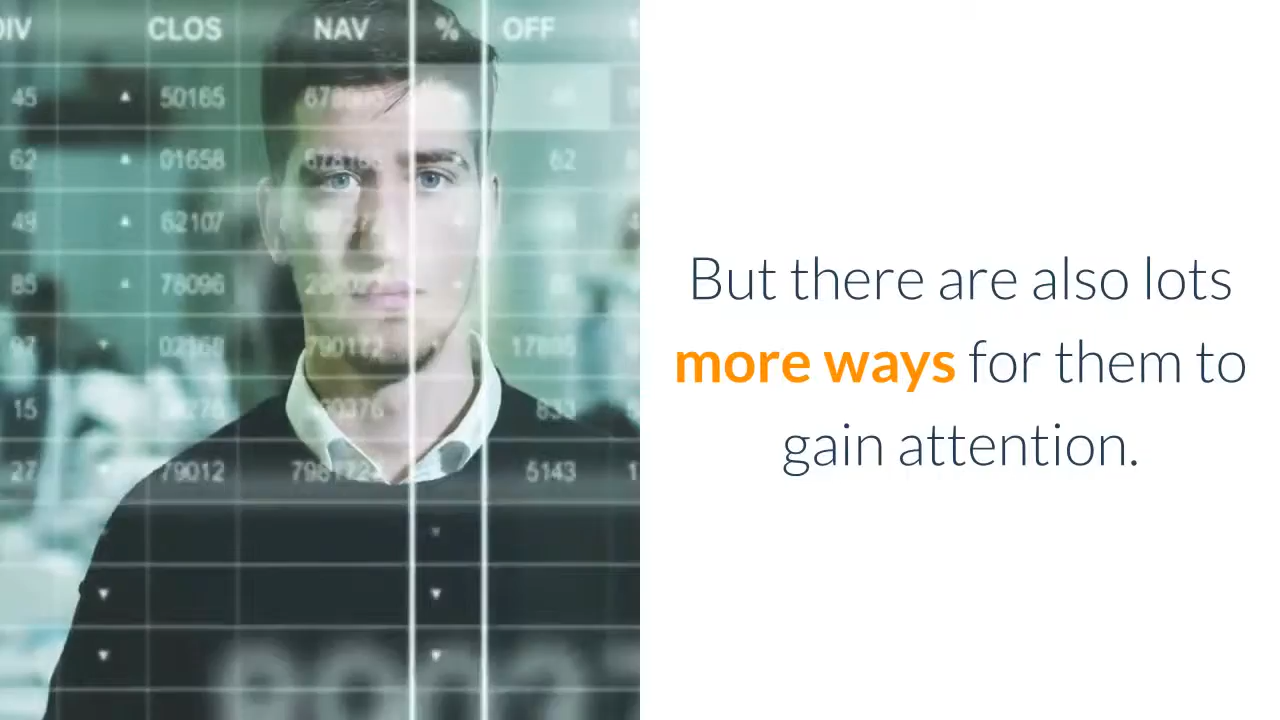 DIV CLOS NAV % OFF
45 50165
62 01658 62
49 62107
85 78096
790172
15
27 79012 5143
But there are also lots
more ways for them to
gain attention.